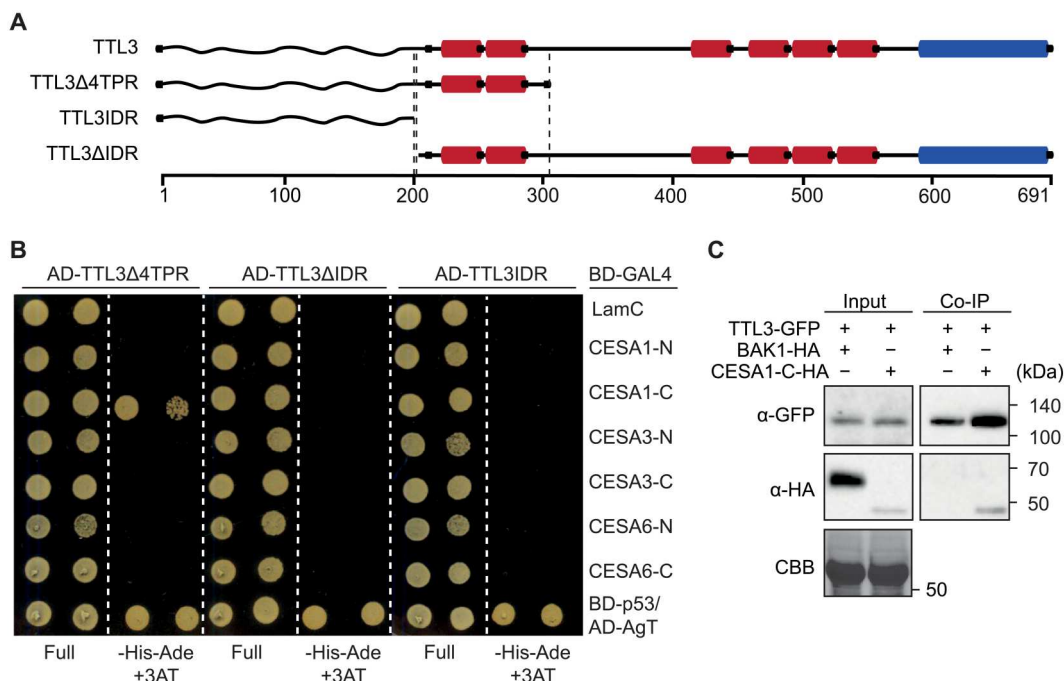 A
TTL3
TTL3Δ4TPR
TTL3IDR
TTL3ΔIDR
1 100 200 300 400 500 600 691
B
AD-TTL3Δ4TPR AD-TTL3ΔIDR AD-TTL3IDR BD-GAL4
LamC
CESA1-N
CESA1-C
CESA3-N
CESA3-C
CESA6-N
CESA6-C
BD-p53/
AD-AgT
Full -His-Ade Full -His-Ade Full -His-Ade
+3AT +3AT +3AT
C
Input Co-IP
TTL3-GFP + + + +
BAK1-HA + – + –
CESA1-C-HA – + – + (kDa)
α-GFP 140
100
α-HA 70
50
CBB 50